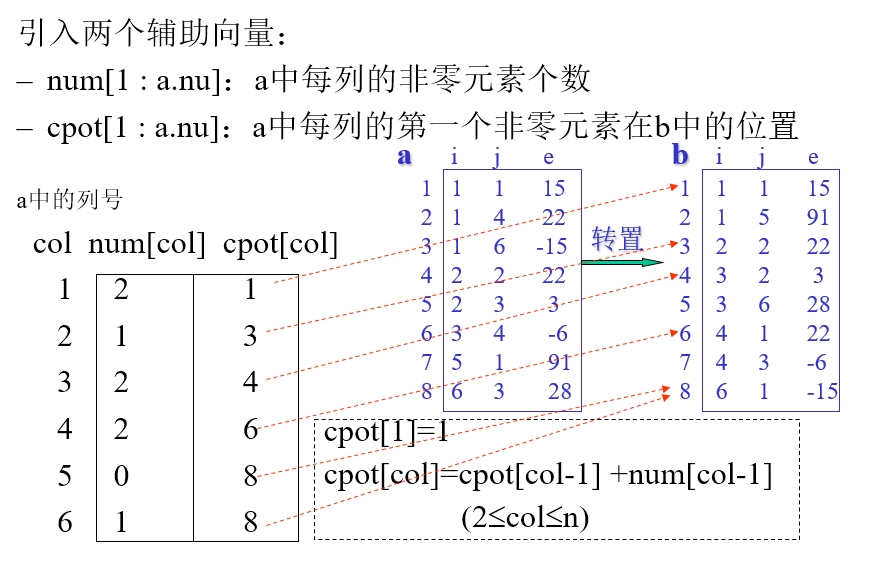 引入两个辅助向量：
– num[1 : a.nu]：a中每列的非零元素个数
– cpot[1 : a.nu]：a中每列的第一个非零元素在b中的位置
a中的列号
col num[col] cpot[col]
1 2 1
2 1 3
3 2 4
4 2 6
5 0 8
6 1 8
a i j e
1 1 1 15
2 1 4 22
3 1 6 -15
4 2 2 22
5 2 3 3
6 3 4 -6
7 5 1 91
8 6 3 28
转置
b i j e
1 1 1 15
2 1 5 91
3 2 2 22
4 3 2 3
5 3 6 28
6 4 1 22
7 4 3 -6
8 6 1 -15
cpot[1]=1
cpot[col]=cpot[col-1] +num[col-1]
(2≤col≤n)